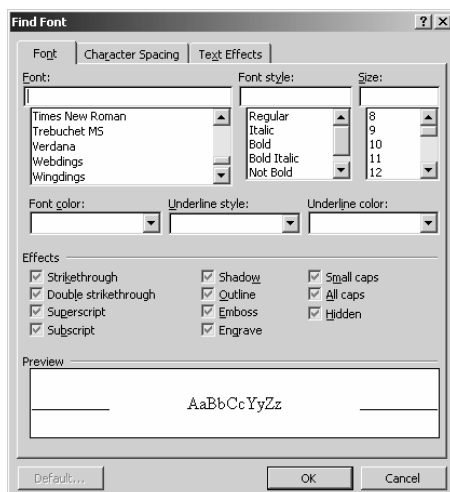 Find Font
Font Character Spacing Text Effects
Font: Font style: Size:
Times New Roman Regular 8
Trebuchet MS Italic 9
Verdana Bold 10
Webdings Bold Italic 11
Wingdings Not Bold 12
Font color: Underline style: Underline color:
Effects
Strikethrough Shadow Small caps
Double strikethrough Outline All caps
Superscript Emboss Hidden
Subscript Engrave
Preview
AaBbCcYyZz
Default... OK Cancel